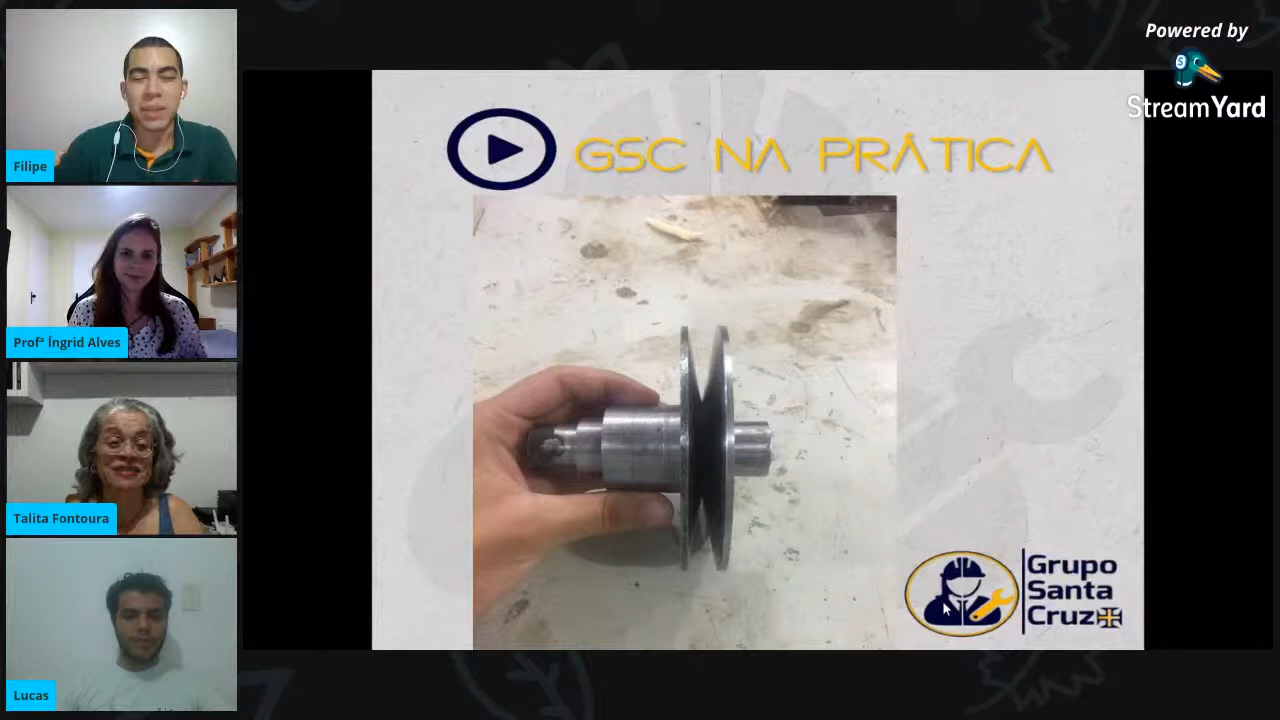 Powered by
StreamYard
Filipe
Profª Íngrid Alves
Talita Fontoura
Lucas
GSC NA PRÁTICA
Grupo
Santa
Cruz